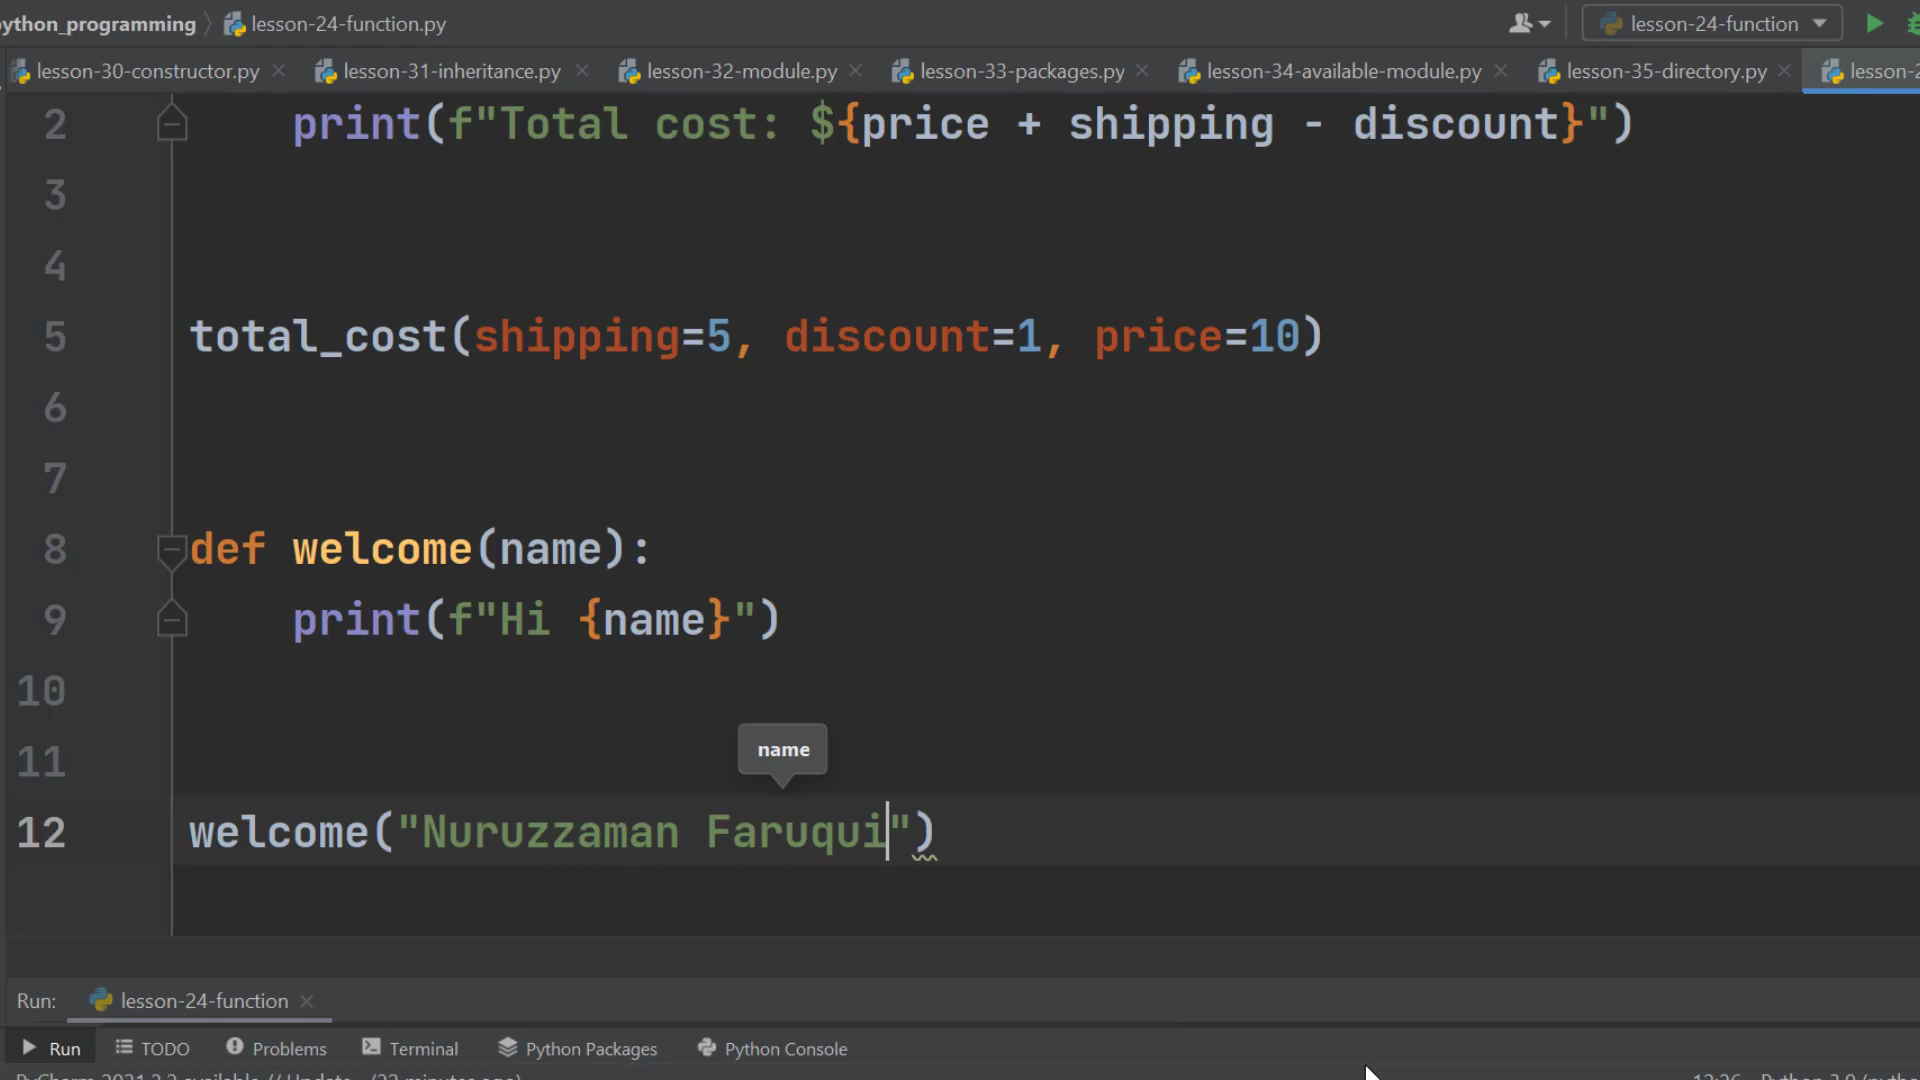 python_programming lesson-24-function.py lesson-24-function
lesson-30-constructor.py lesson-31-inheritance.py lesson-32-module.py lesson-33-packages.py lesson-34-available-module.py lesson-35-directory.py lesson-2
2 print(f"Total cost: ${price + shipping - discount}")
3
4
5 total_cost(shipping=5, discount=1, price=10)
6
7
8 def welcome(name):
9 print(f"Hi {name}")
10
11
name
12 welcome("Nuruzzaman Faruqui")
Run: lesson-24-function
Run TODO Problems Terminal Python Packages Python Console